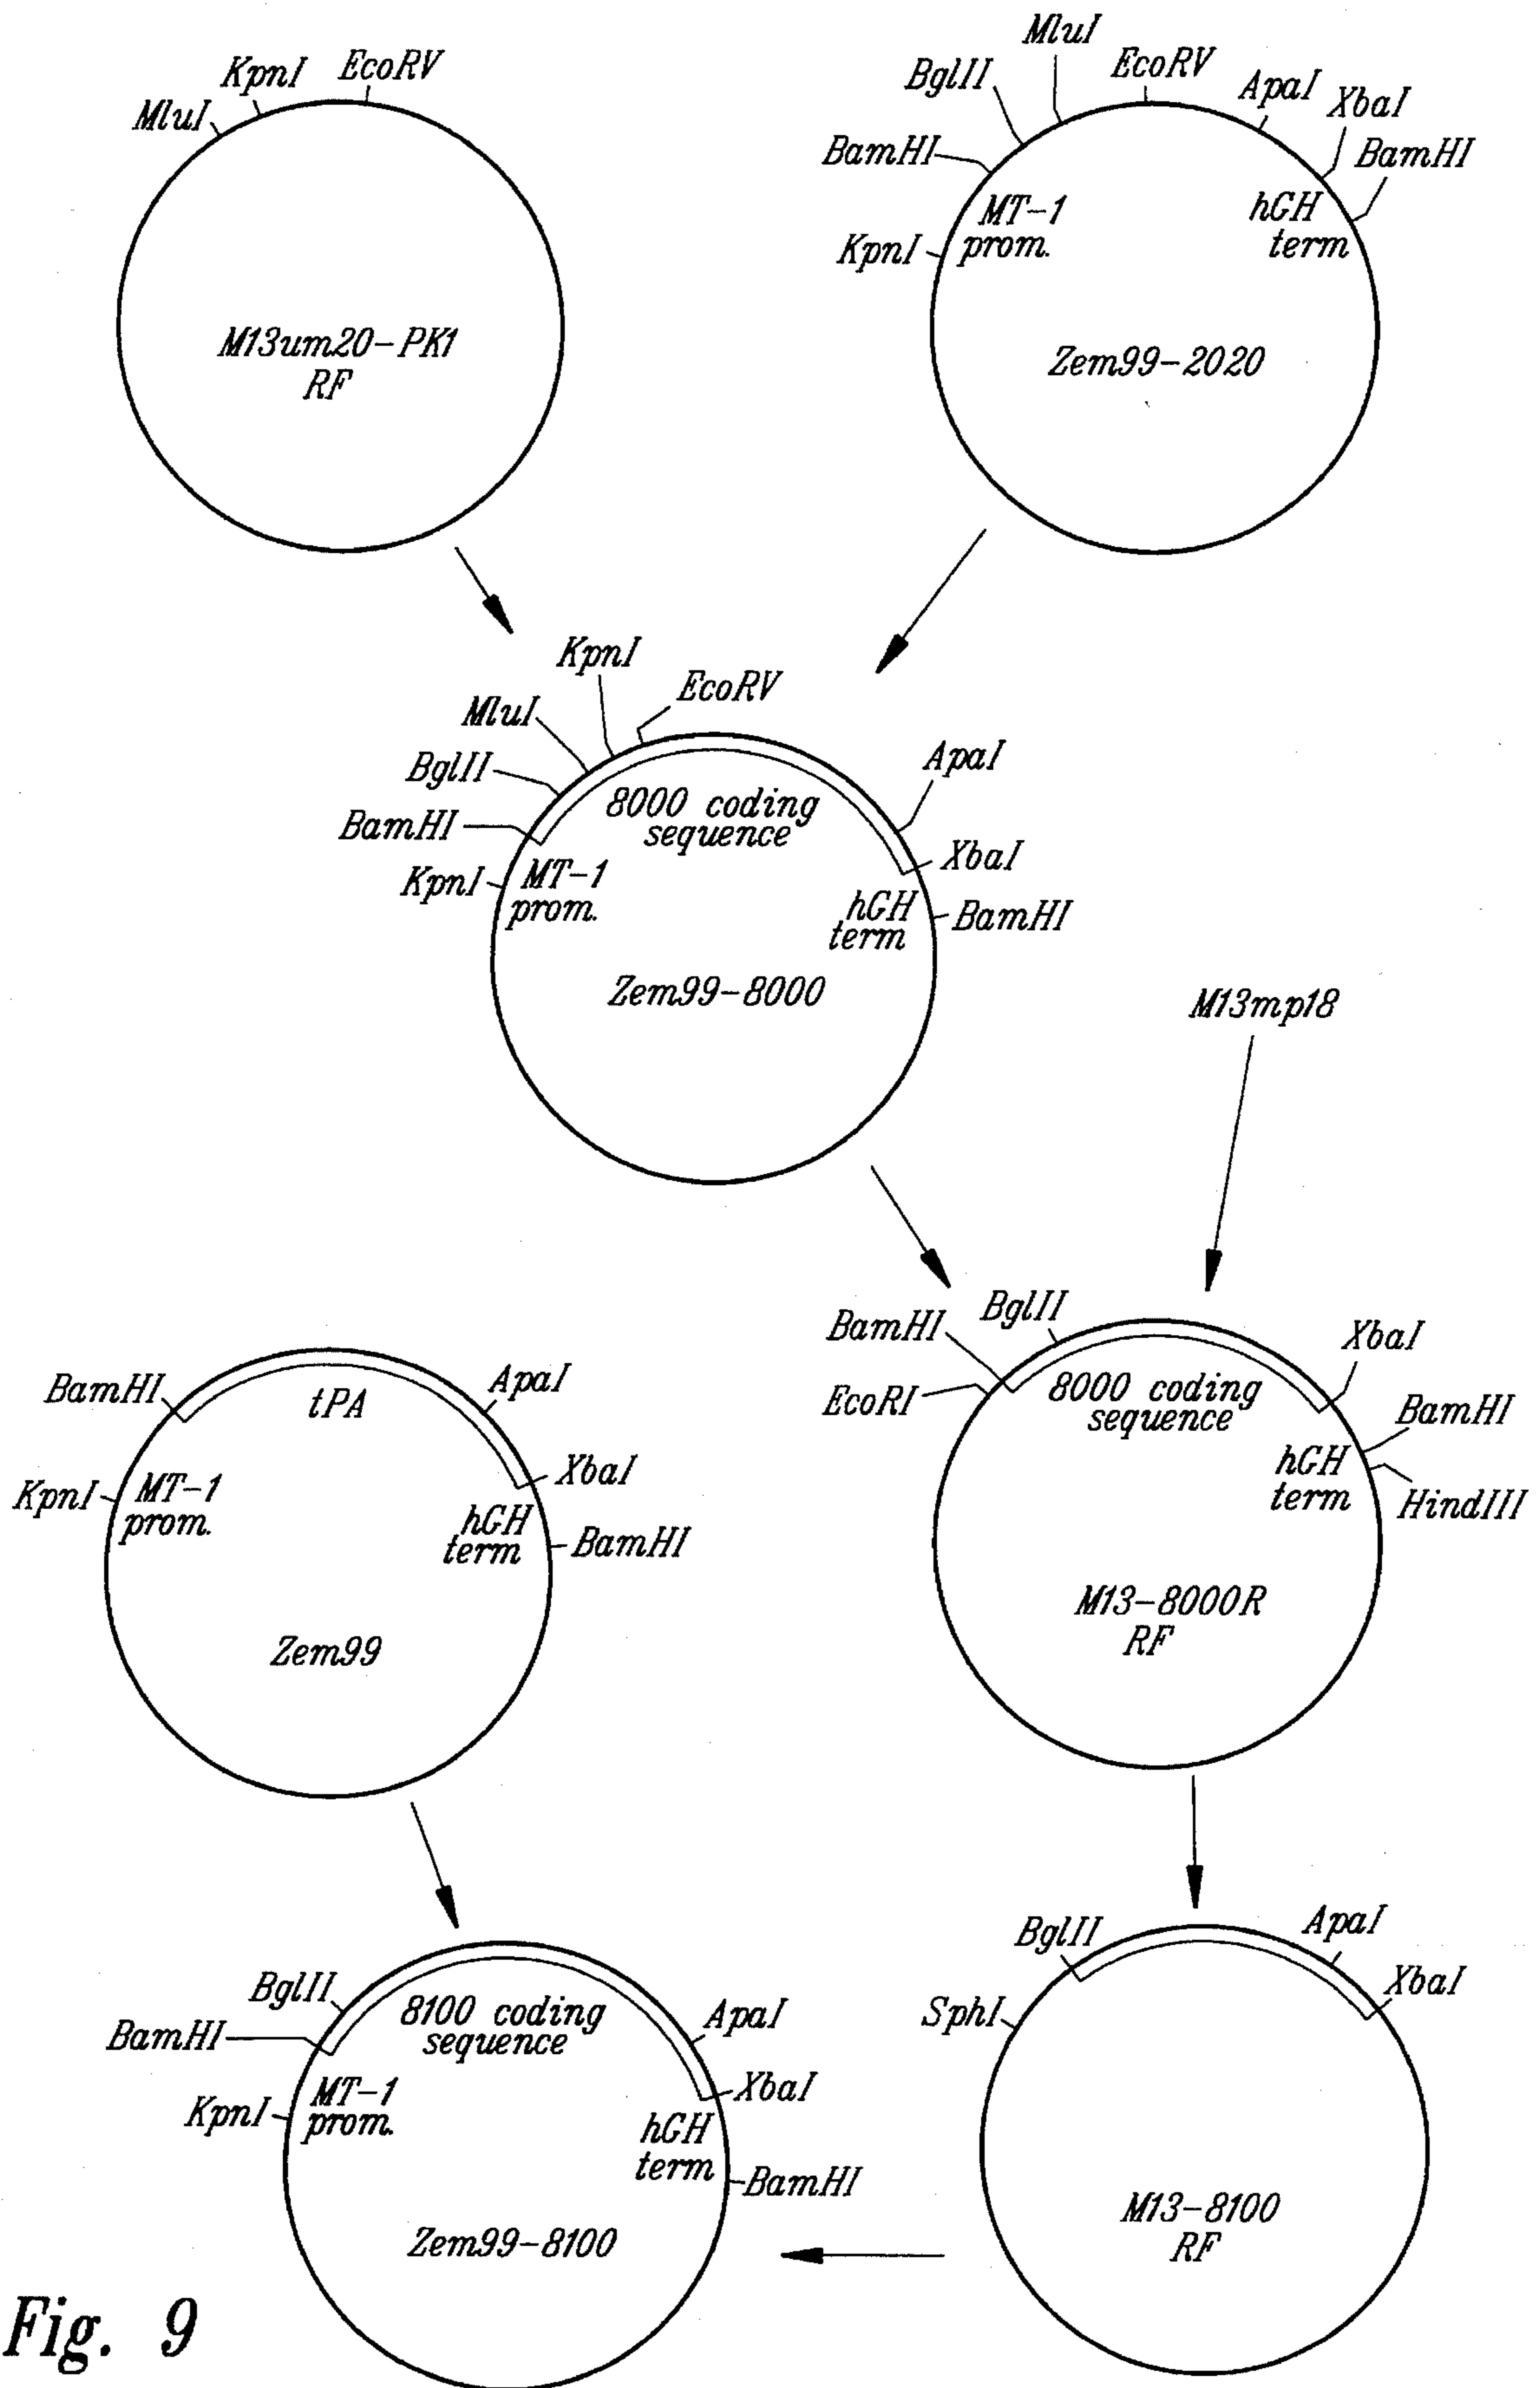 MluI
KpnI
EcoRV
M13um20-PK1
RF
KpnI
BamHI
BglII
MluI
EcoRV
ApaI
XbaI
BamHI
MT-1
prom.
hGH
term
Zem99-2020
KpnI
BamHI
BglII
MluI
KpnI
EcoRV
ApaI
XbaI
BamHI
8000 coding
sequence
MT-1
prom.
hGH
term
Zem99-8000
M13mp18
EcoRI
BamHI
BglII
XbaI
BamHI
HindIII
8000 coding
sequence
hGH
term
M13-8000R
RF
KpnI
BamHI
tPA
ApaI
XbaI
BamHI
MT-1
prom.
hGH
term
Zem99
SphI
BglII
ApaI
XbaI
M13-8100
RF
KpnI
BamHI
BglII
8100 coding
sequence
ApaI
XbaI
BamHI
MT-1
prom.
hGH
term
Zem99-8100
Fig. 9